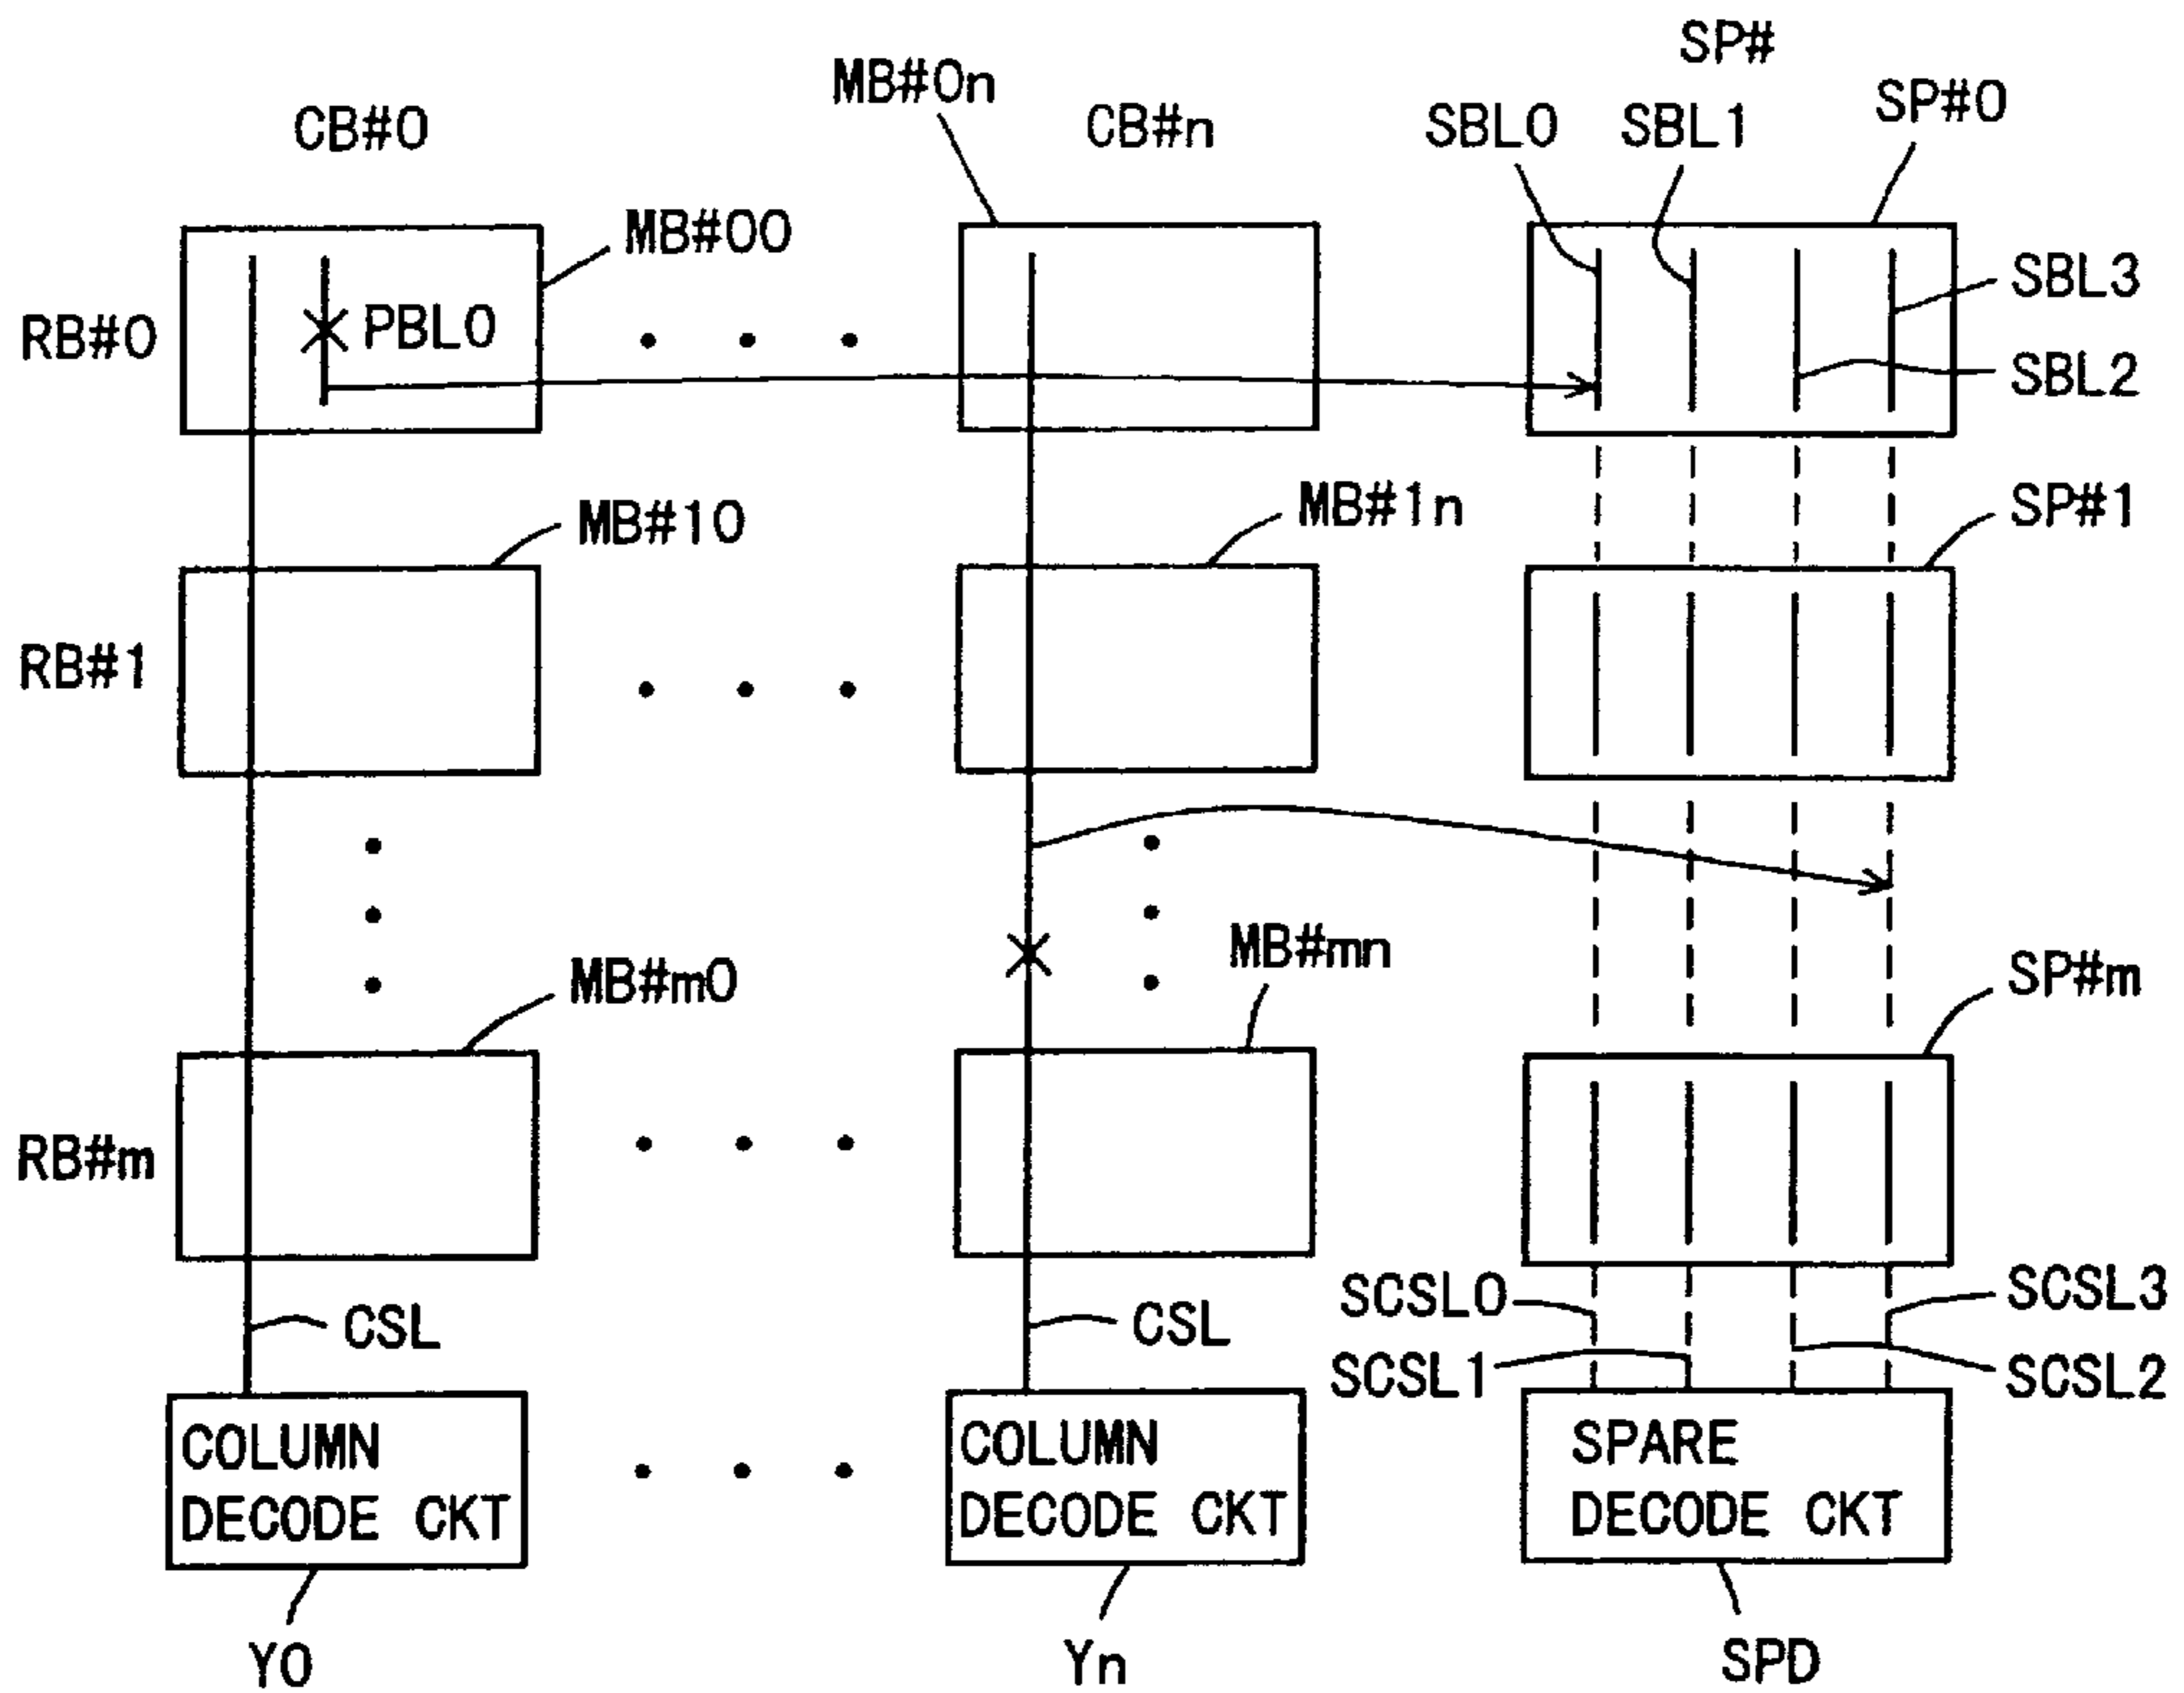 SP#
MB#0n
CB#0
CB#n
SBL0
SBL1
SP#0
MB#00
RB#0
PBL0
SBL3
SBL2
MB#10
MB#1n
SP#1
RB#1
MB#m0
MB#mn
SP#m
RB#m
CSL
CSL
SCSL0
SCSL3
SCSL1
SCSL2
COLUMN
DECODE CKT
COLUMN
DECODE CKT
SPARE
DECODE CKT
Y0
Yn
SPD